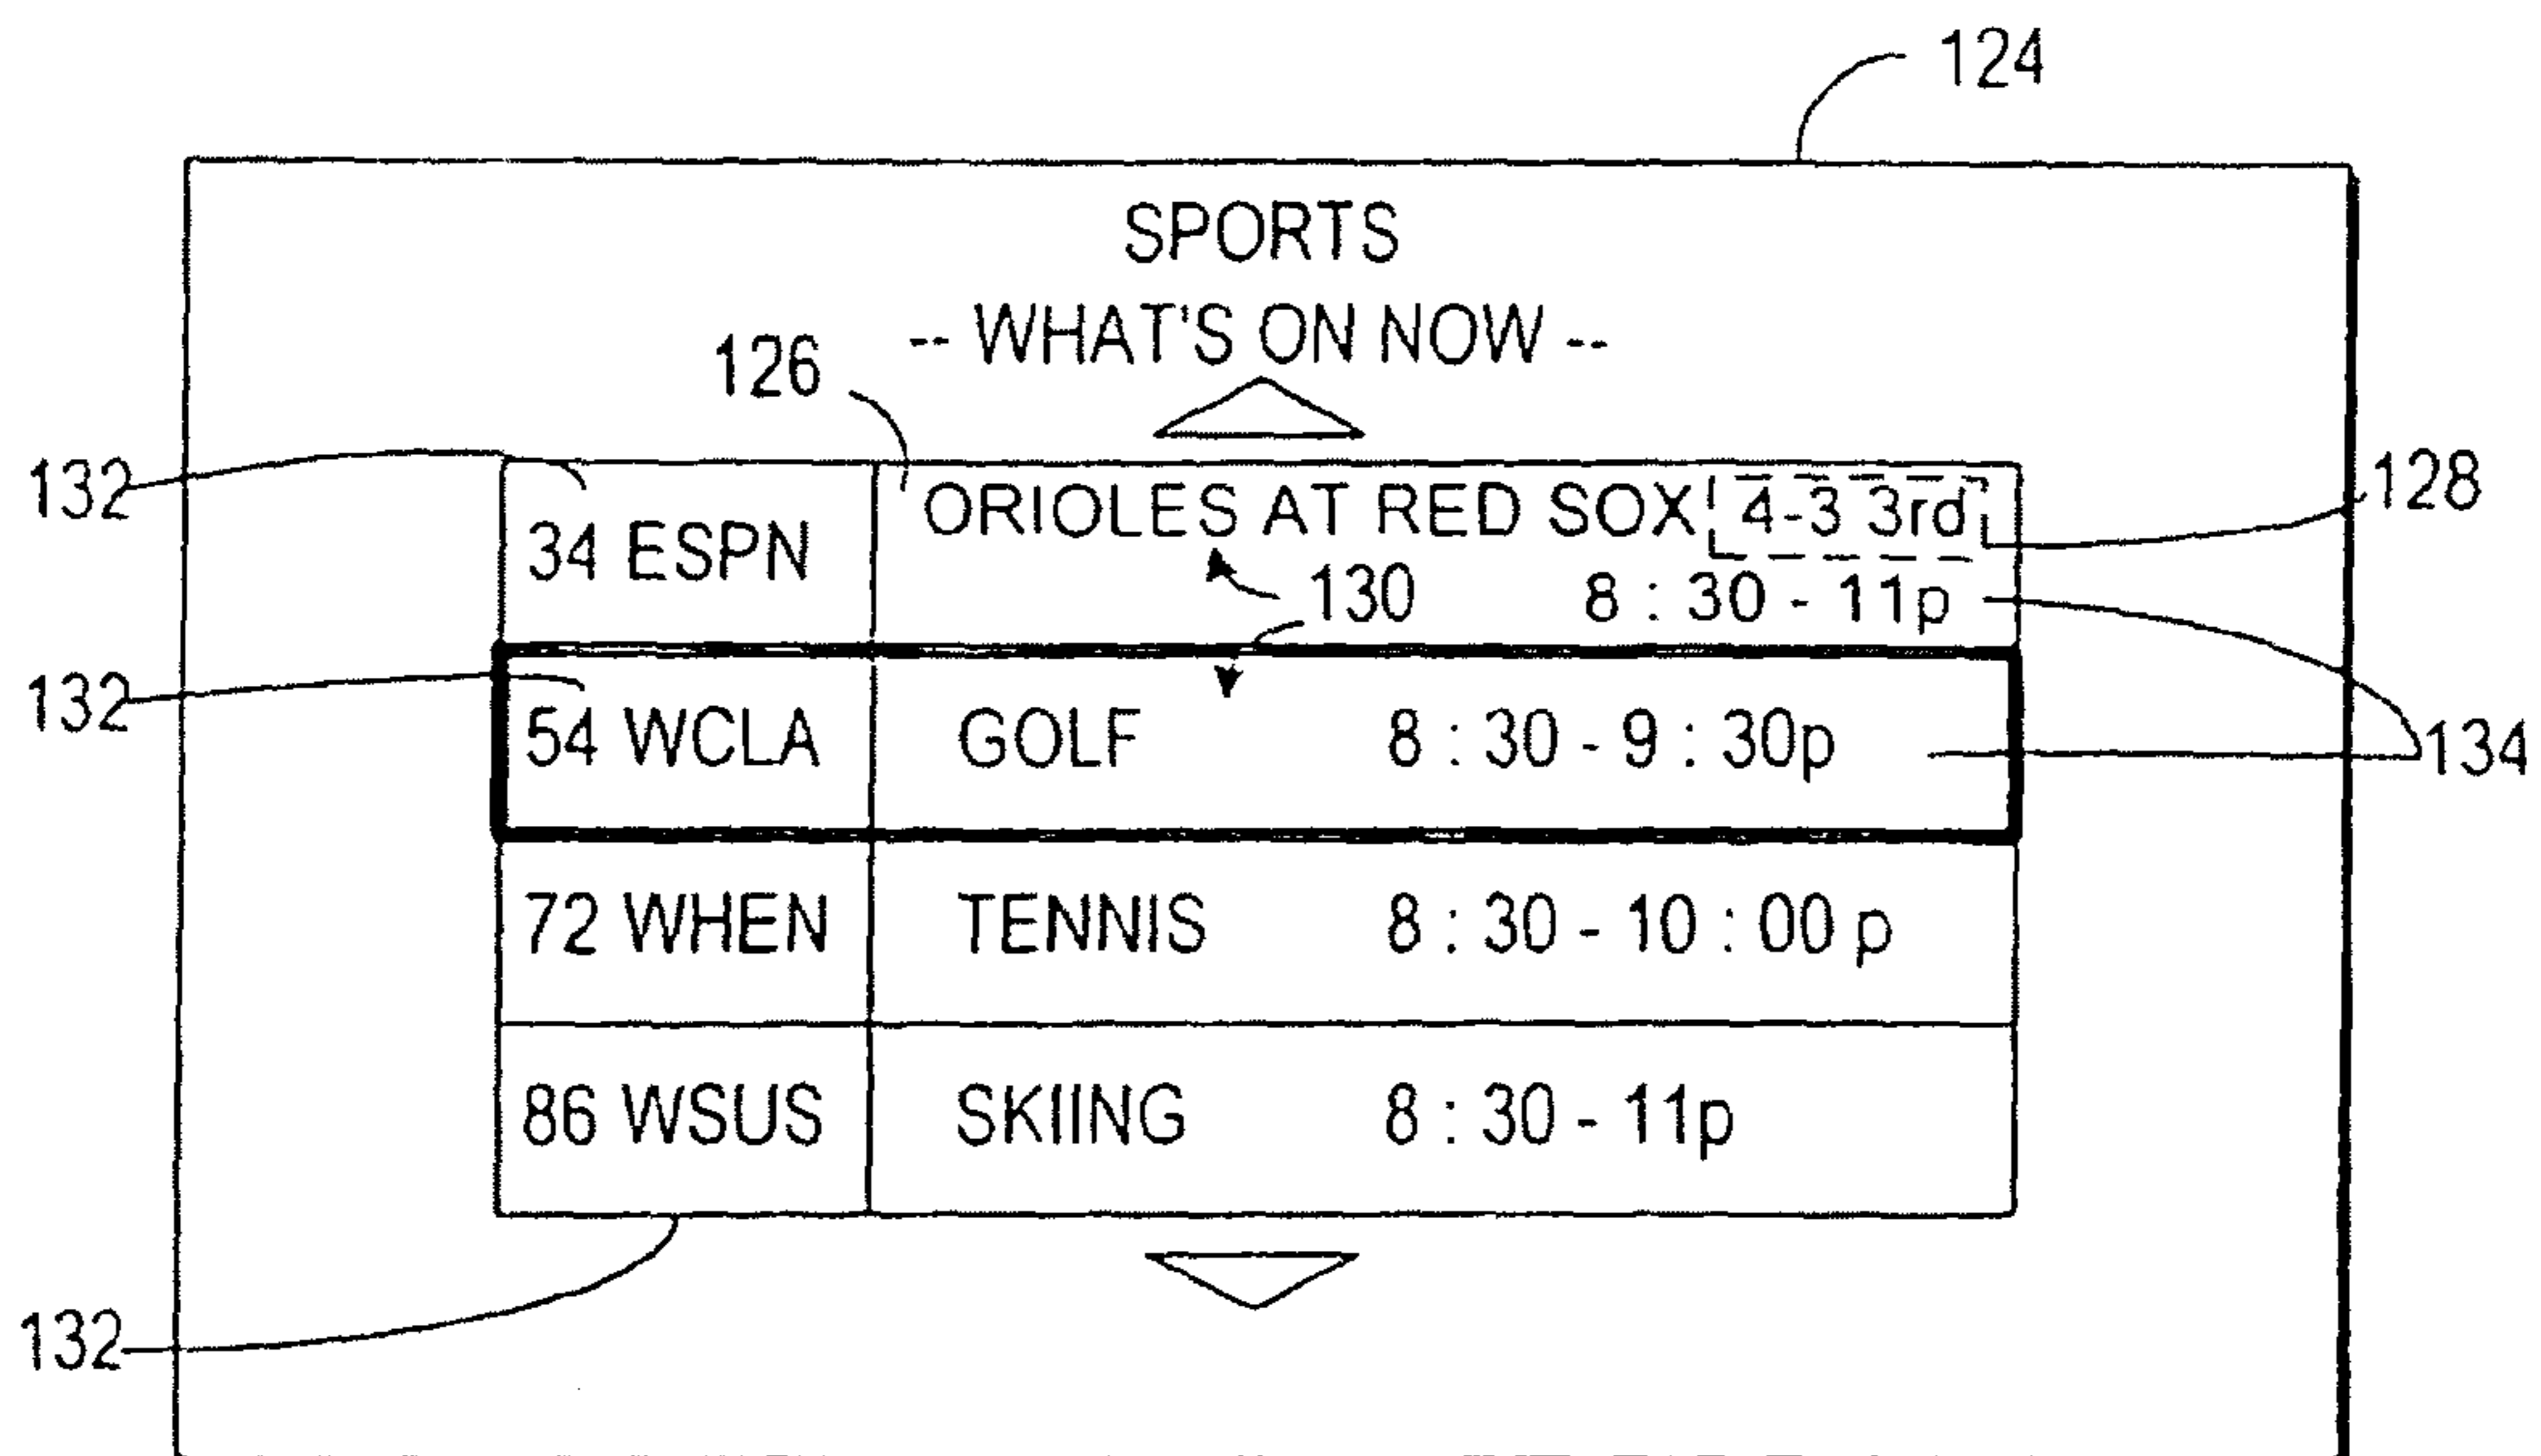 124
SPORTS
-- WHAT'S ON NOW --
126
132
34 ESPN
ORIOLES AT RED SOX 4-3 3rd
128
130
8 : 30 - 11p
132
54 WCLA GOLF 8 : 30 - 9 : 30p
134
72 WHEN TENNIS 8 : 30 - 10 : 00 p
86 WSUS SKIING 8 : 30 - 11p
132